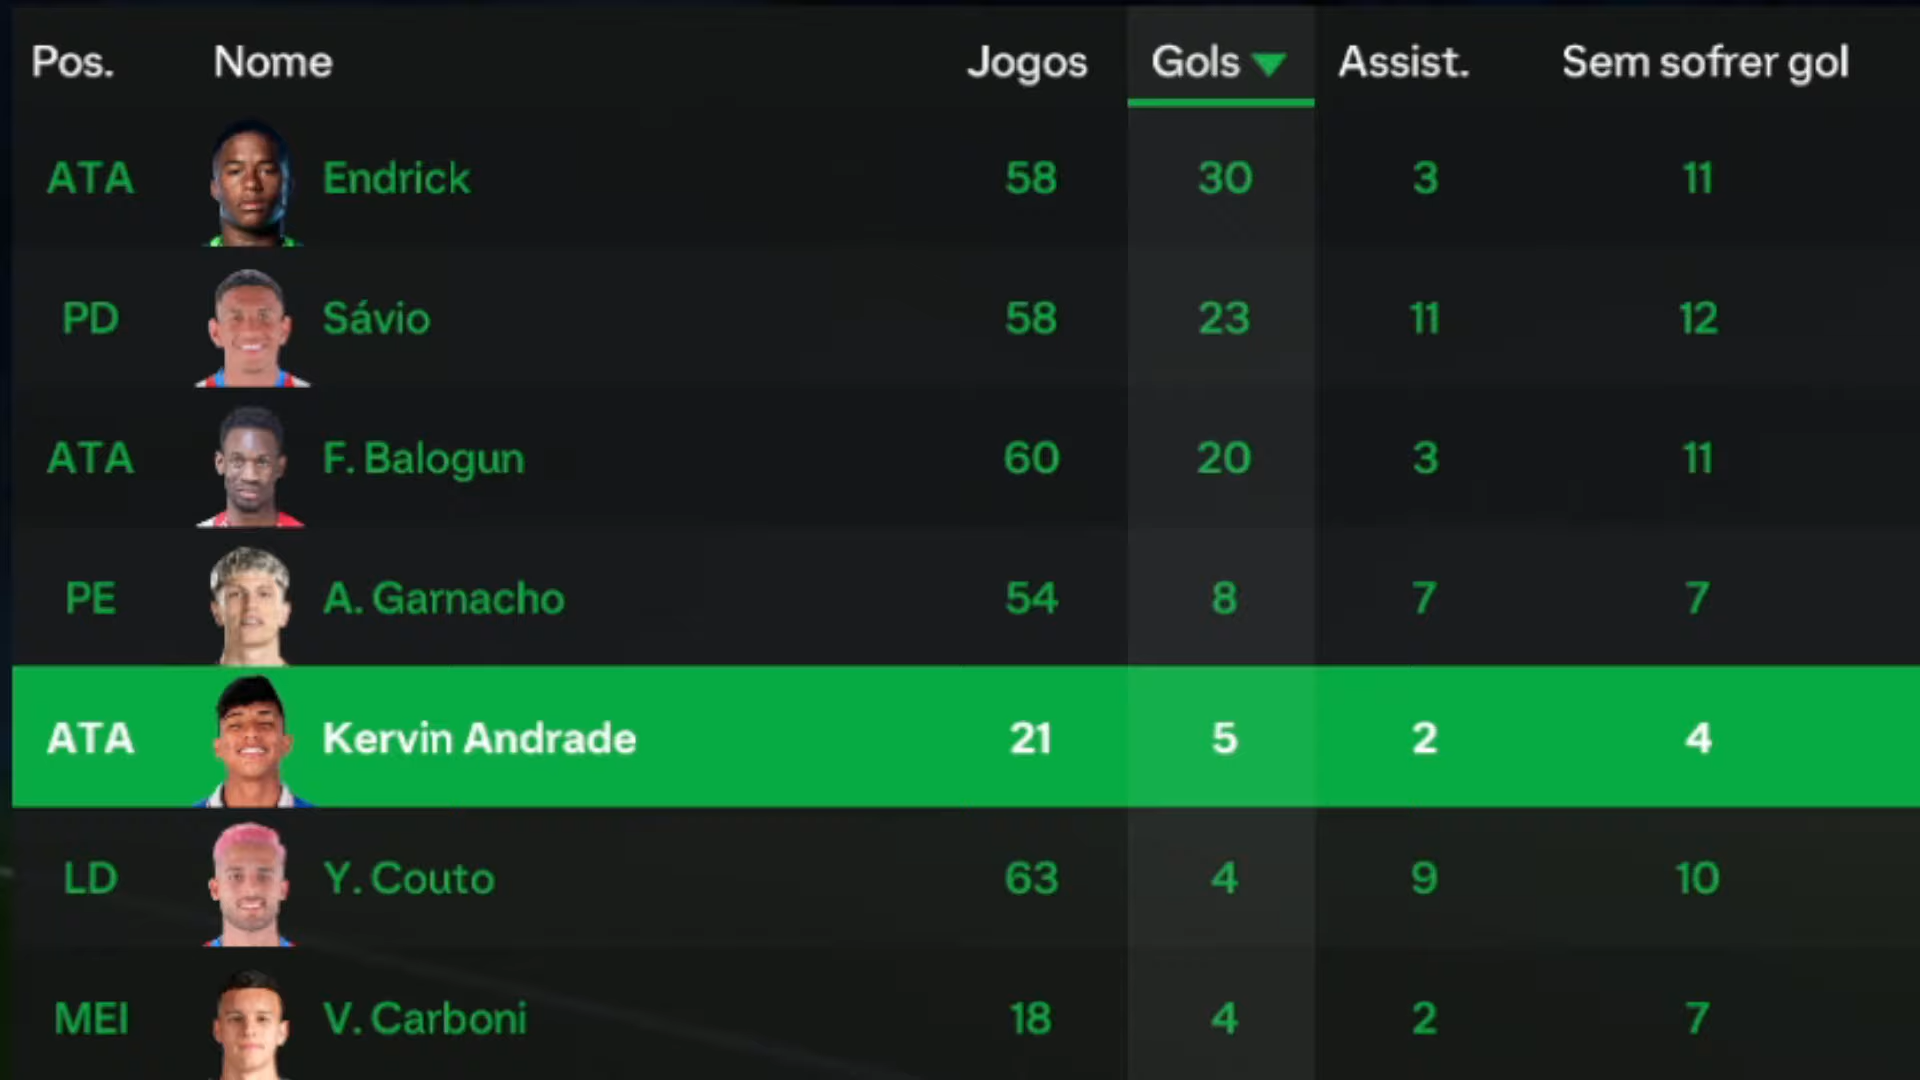 Pos. Nome Jogos Gols Assist. Sem sofrer gol
ATA Endrick 58 30 3 11
PD Sávio 58 23 11 12
ATA F. Balogun 60 20 3 11
PE A. Garnacho 54 8 7 7
ATA Kervin Andrade 21 5 2 4
LD Y. Couto 63 4 9 10
MEI V. Carboni 18 4 2 7